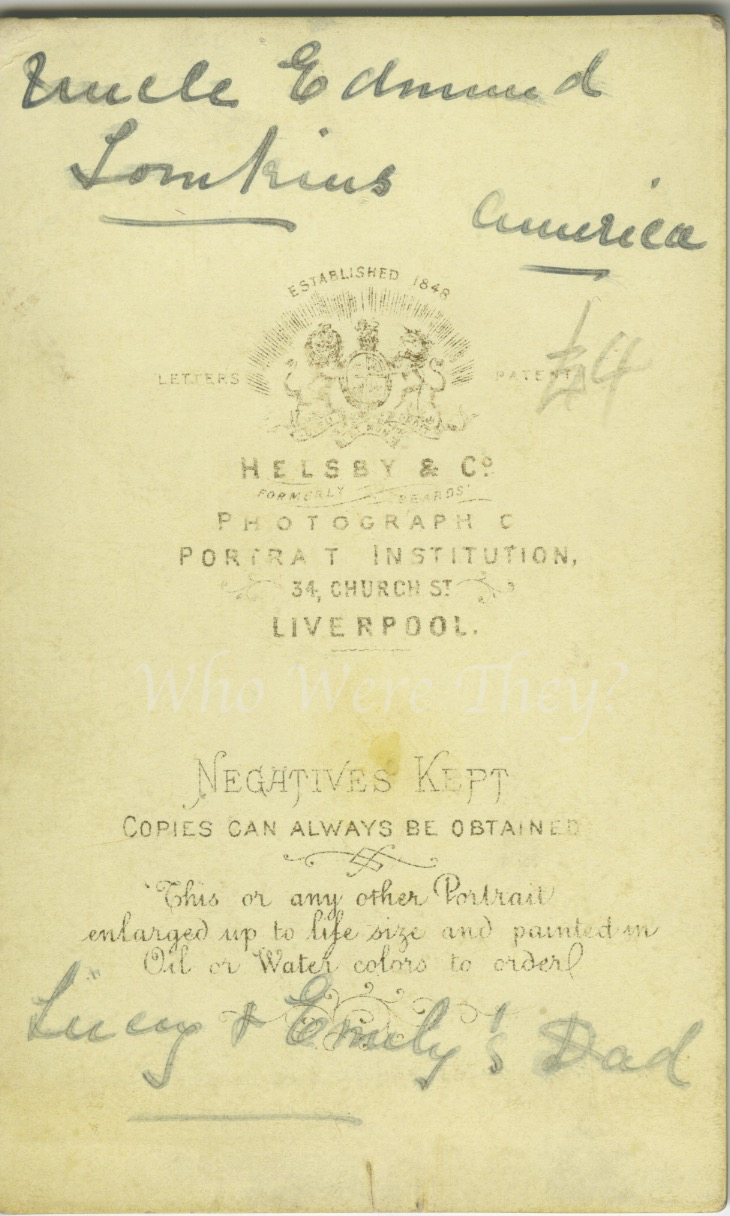 Uncle Edmund
Tomkins
America
ESTABLISHED 1848
£4
LETTERS PATENT
HELSBY & Cº
FORMERLY BEARDS'
PHOTOGRAPH C
PORTRA T INSTITUTION,
34, CHURCH ST
LIVERPOOL.
Who Were They?
NEGATIVES KEPT
COPIES CAN ALWAYS BE OBTAINED
This or any other Portrait
enlarged up to life size and painted in
Oil or Water colors to order
Lucy & Emily's Dad